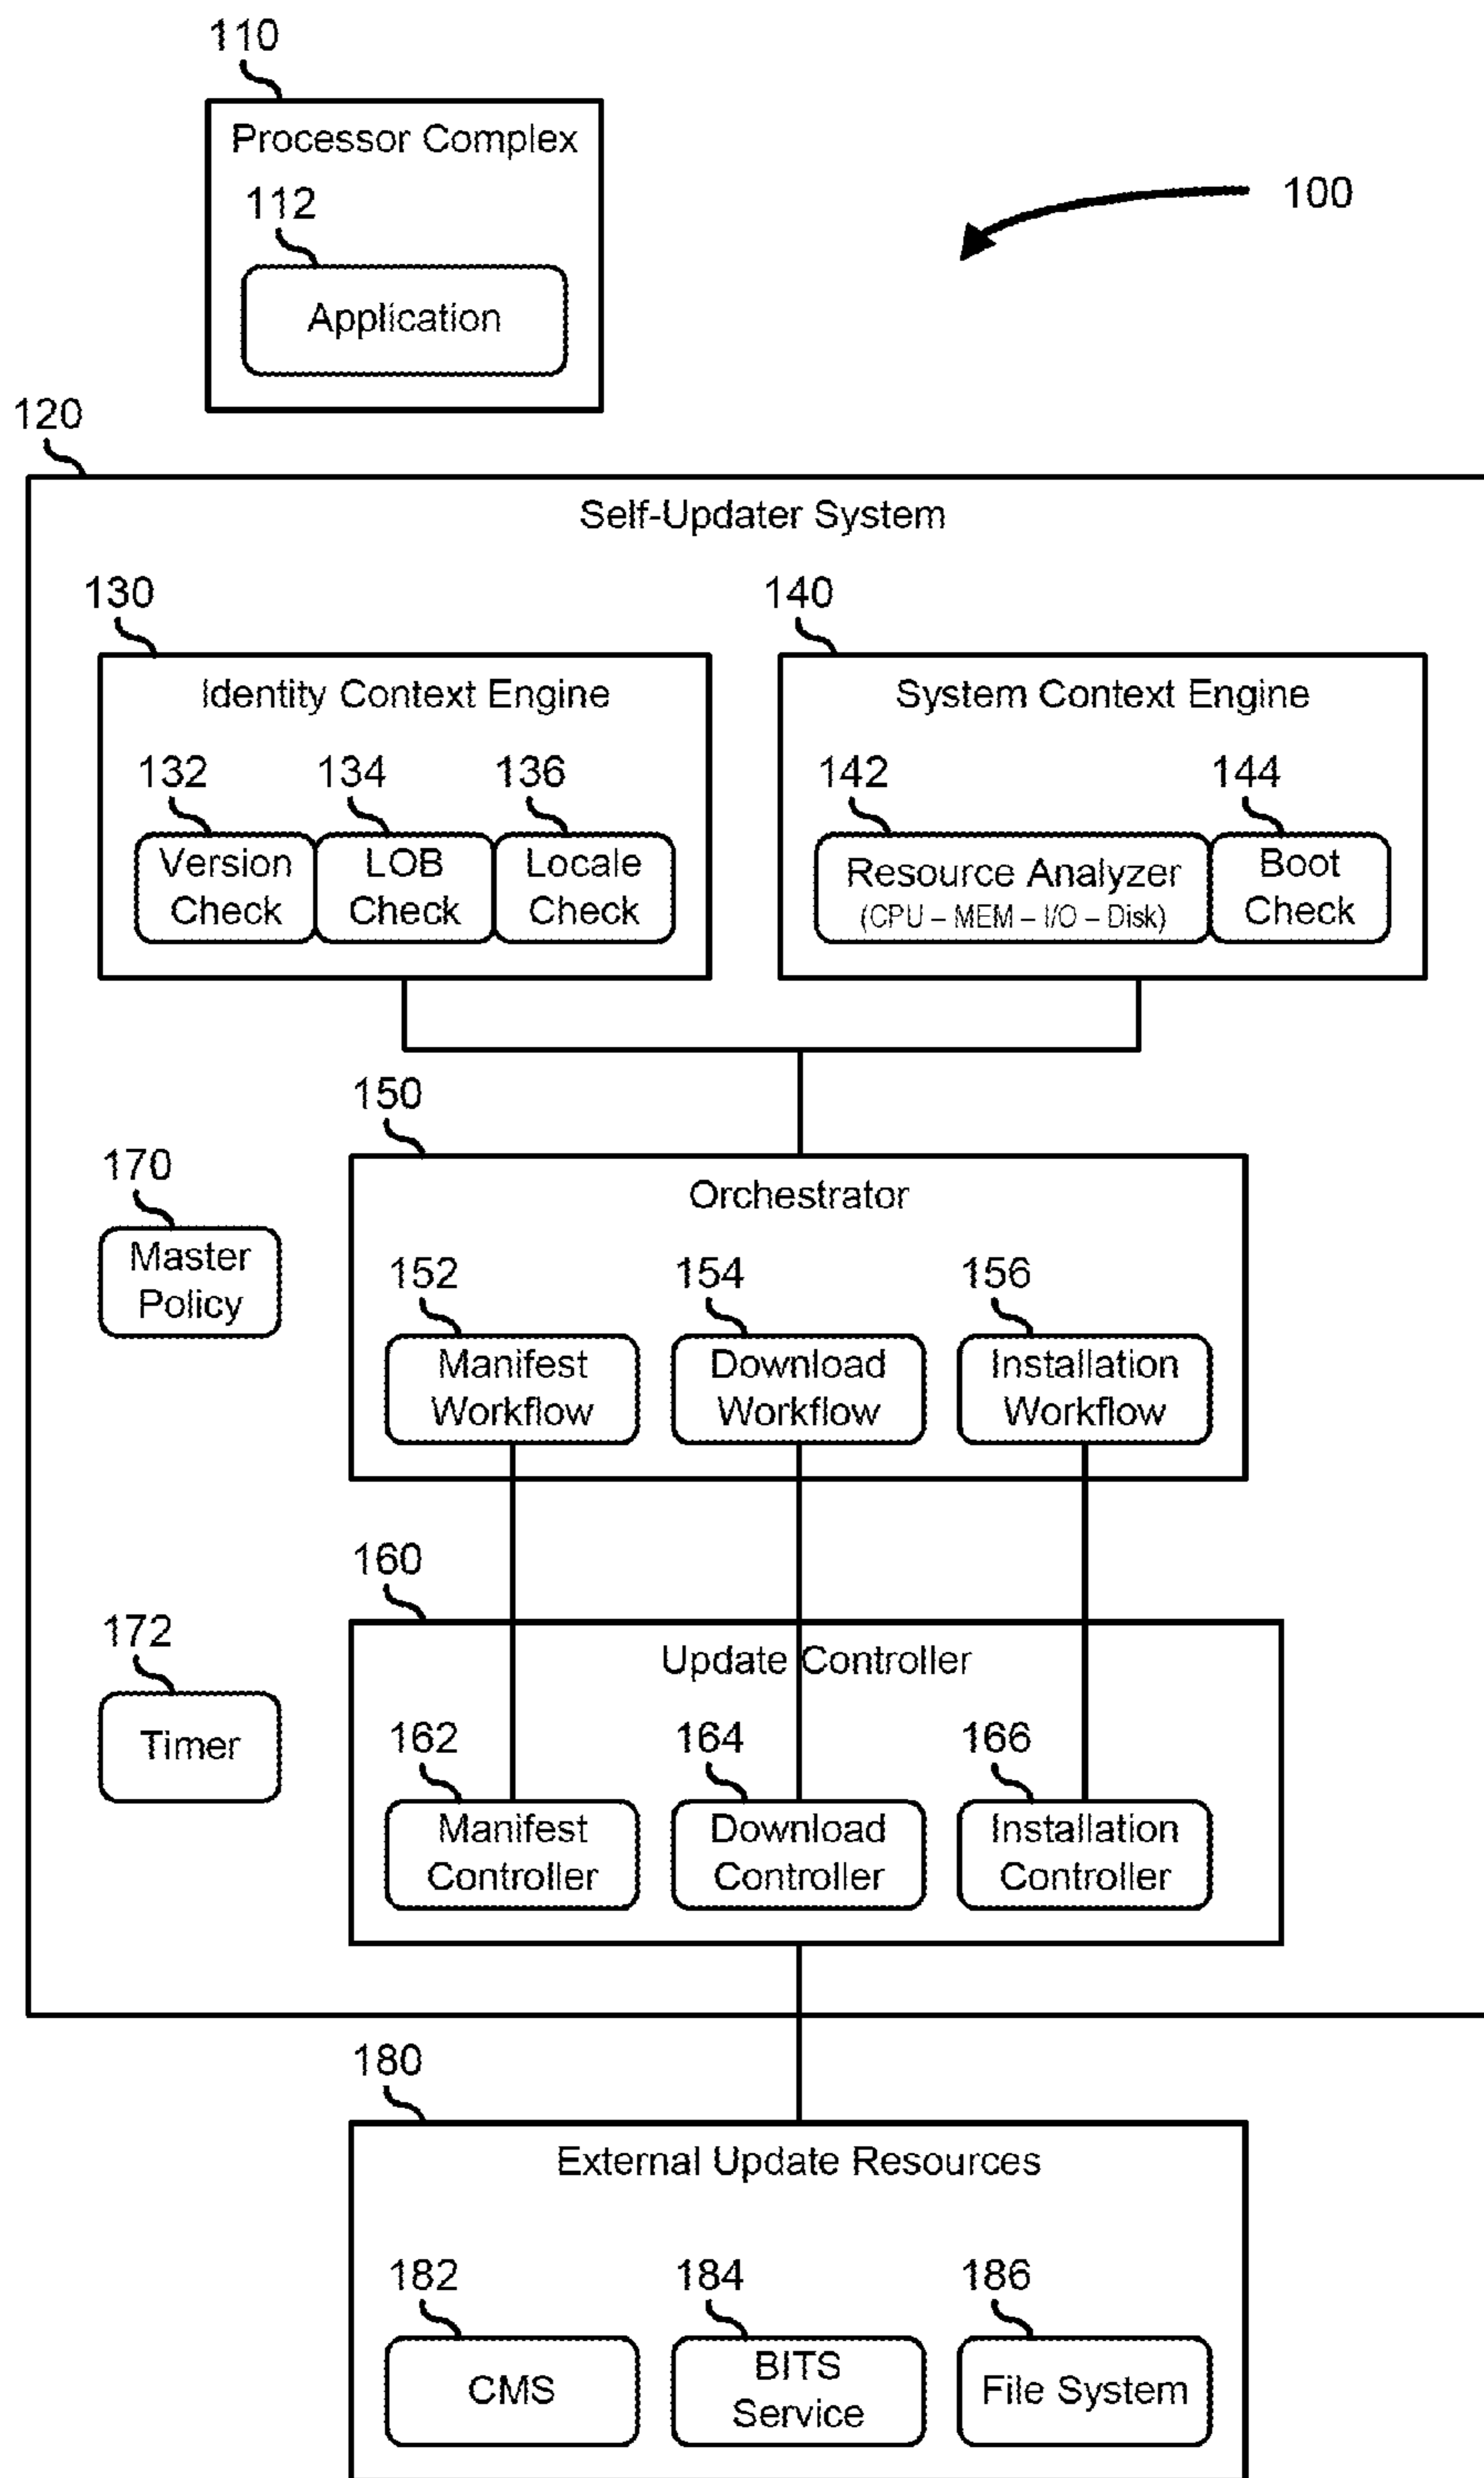 110
Processor Complex
112
Application
100
120
Self-Updater System
130
140
Identity Context Engine
System Context Engine
132
134
136
142
144
Version
Check
LOB
Check
Locale
Check
Resource Analyzer
(CPU – MEM – I/O – Disk)
Boot
Check
150
170
Orchestrator
Master
Policy
152
154
156
Manifest
Workflow
Download
Workflow
Installation
Workflow
160
172
Update Controller
Timer
162
164
166
Manifest
Controller
Download
Controller
Installation
Controller
180
External Update Resources
182
184
186
CMS
BITS
Service
File System